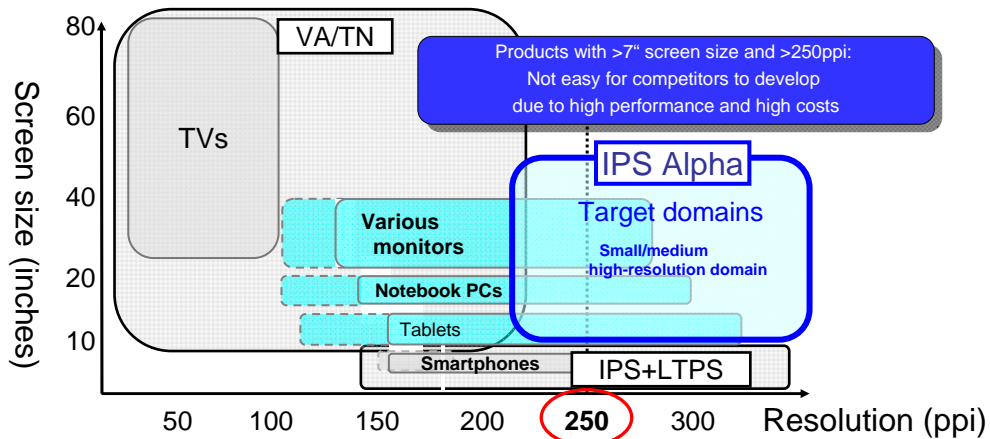 80
60
40
20
10
Screen size (inches)
VA/TN
TVs
Products with >7“ screen size and >250ppi:
Not easy for competitors to develop
due to high performance and high costs
IPS Alpha
Target domains
Small/medium
high-resolution domain
Various
monitors
Notebook PCs
Tablets
Smartphones
IPS+LTPS
50 100 150 200 250 300 Resolution (ppi)